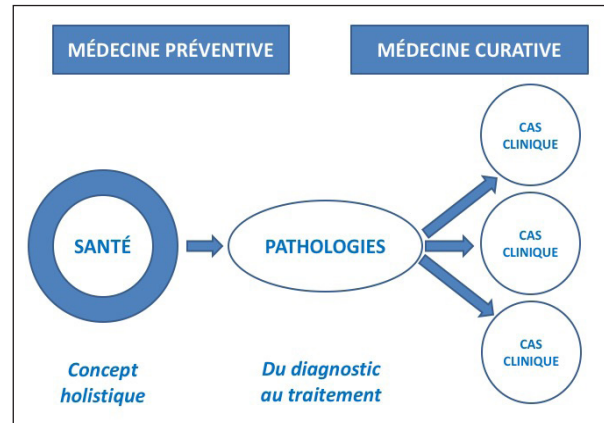 MÉDECINE PRÉVENTIVE
MÉDECINE CURATIVE
CAS
CLINIQUE
SANTÉ
PATHOLOGIES
CAS
CLINIQUE
CAS
CLINIQUE
Concept
holistique
Du diagnostic
au traitement